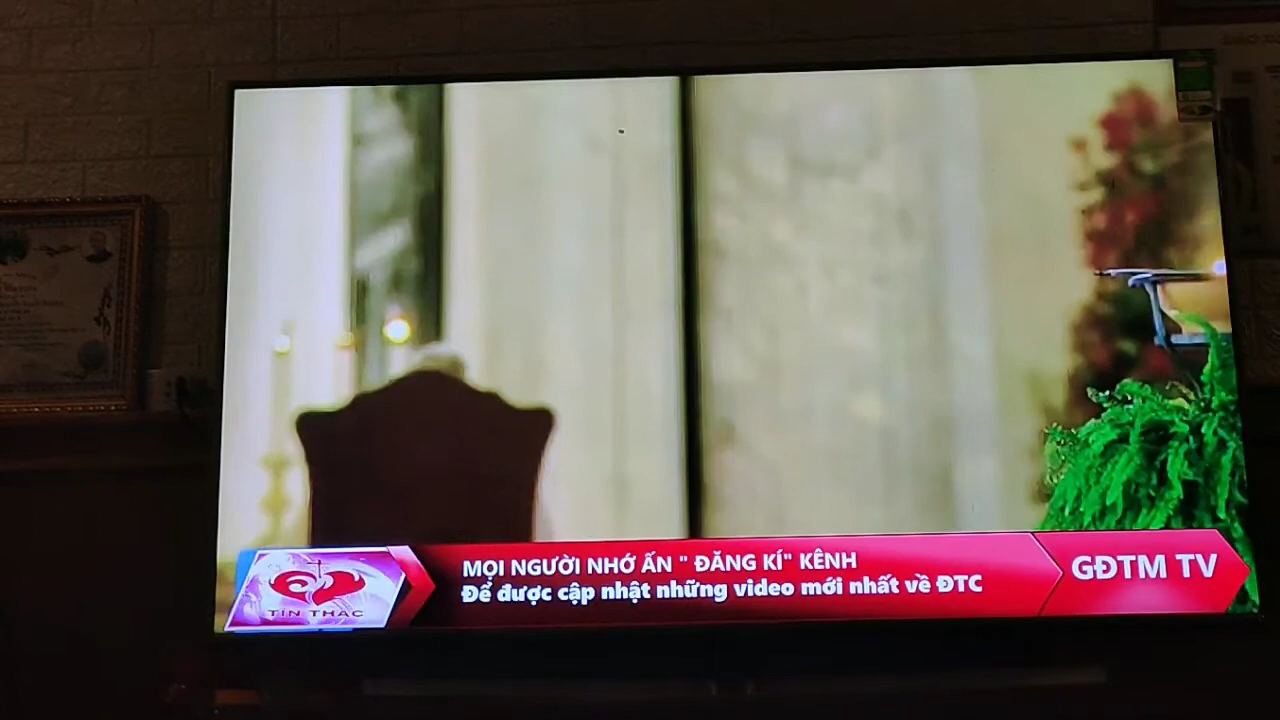 MỌI NGƯỜI NHỚ ẤN " ĐĂNG KÍ" KÊNH
Để được cập nhật những video mới nhất về ĐTC
GĐTM TV
TÍN THÁC